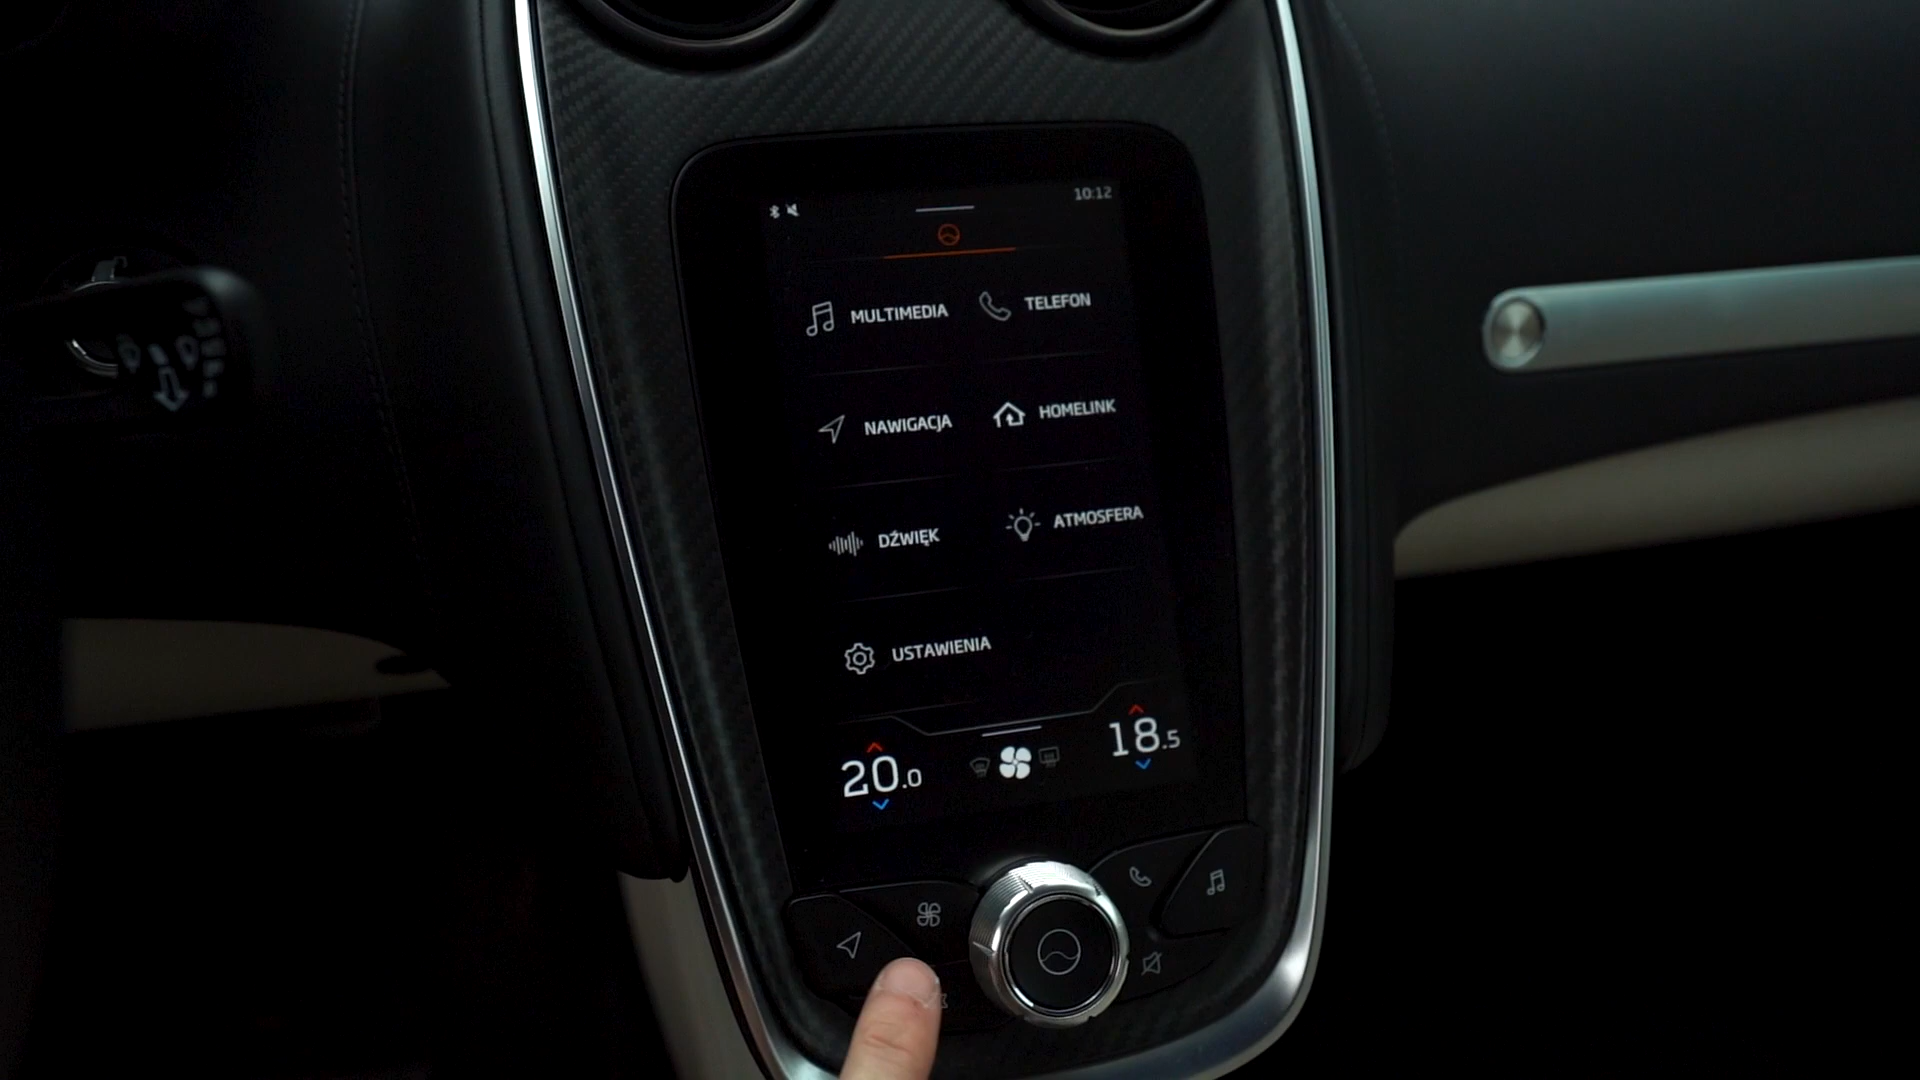 10:12
MULTIMEDIA
TELEFON
NAWIGACJA
HOMELINK
DŹWIĘK
ATMOSFERA
USTAWIENIA
20.0
18.5